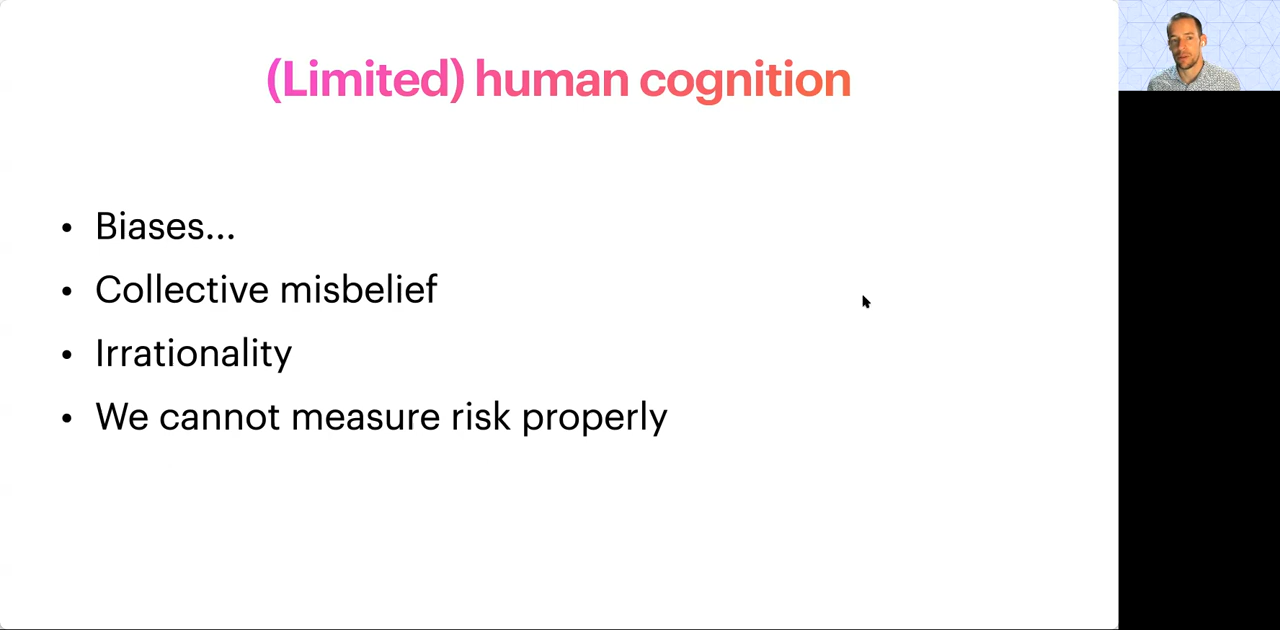 (Limited) human cognition
• Biases...
• Collective misbelief
• Irrationality
• We cannot measure risk properly